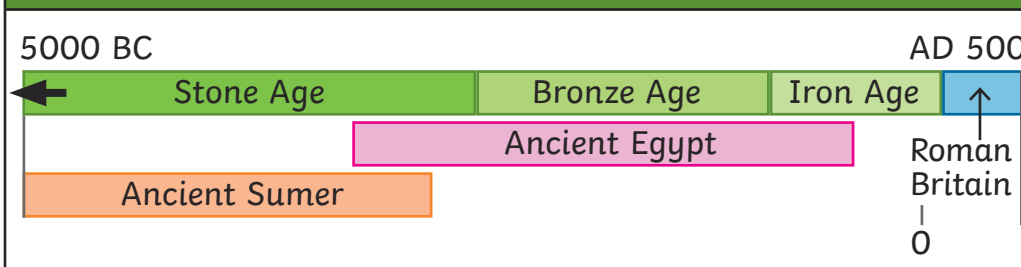 5000 BC
AD 500
Stone Age
Bronze Age
Iron Age
Ancient Egypt
Roman
Britain
Ancient Sumer
0